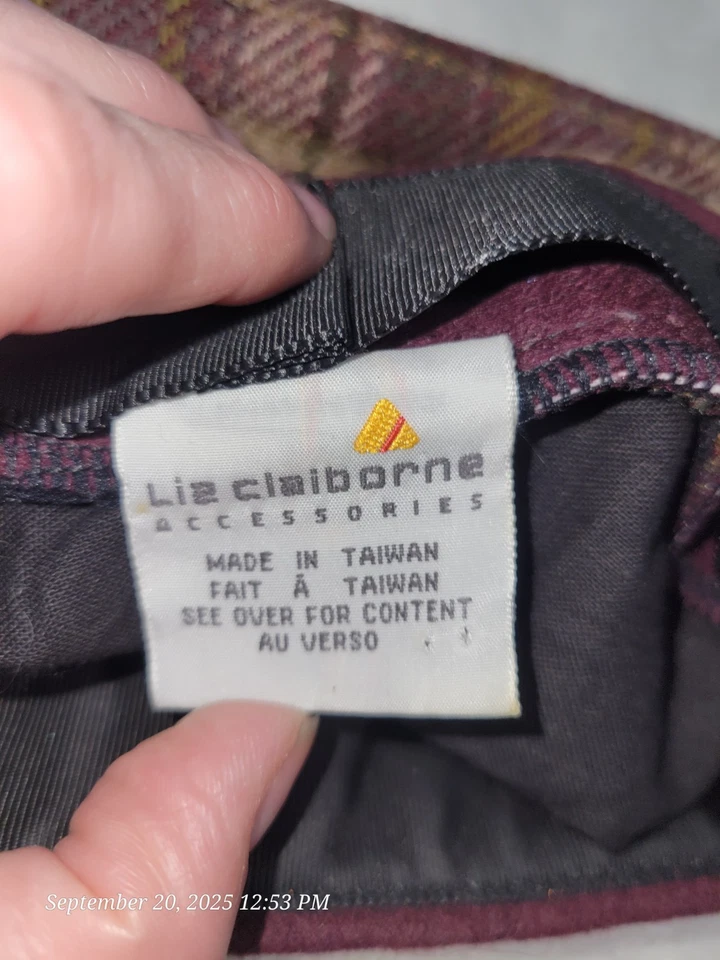 Liz claiborne
ACCESSORIES
MADE IN TAIWAN
FAIT À TAIWAN
SEE OVER FOR CONTENT
AU VERSO
September 20, 2025 12:53 PM